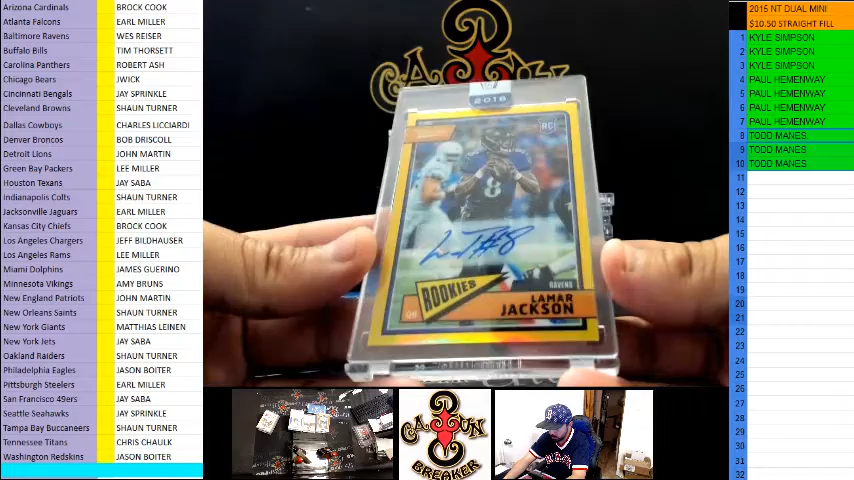 Arizona Cardinals BROCK COOK
Atlanta Falcons EARL MILLER
Baltimore Ravens WES REISER
Buffalo Bills TIM THORSETT
Carolina Panthers ROBERT ASH
Chicago Bears JWICK
Cincinnati Bengals JAY SPRINKLE
Cleveland Browns SHAUN TURNER
Dallas Cowboys CHARLES LICCIARDI
Denver Broncos BOB DRISCOLL
Detroit Lions JOHN MARTIN
Green Bay Packers LEE MILLER
Houston Texans JAY SABA
Indianapolis Colts SHAUN TURNER
Jacksonville Jaguars EARL MILLER
Kansas City Chiefs BROCK COOK
Los Angeles Chargers JEFF BILDHAUSER
Los Angeles Rams LEE MILLER
Miami Dolphins JAMES GUERINO
Minnesota Vikings AMY BRUNS
New England Patriots JOHN MARTIN
New Orleans Saints SHAUN TURNER
New York Giants MATTHIAS LEINEN
New York Jets JAY SABA
Oakland Raiders SHAUN TURNER
Philadelphia Eagles JASON BOITER
Pittsburgh Steelers EARL MILLER
San Francisco 49ers JAY SABA
Seattle Seahawks JAY SPRINKLE
Tampa Bay Buccaneers SHAUN TURNER
Tennessee Titans CHRIS CHAULK
Washington Redskins JASON BOITER
CAJUN
RC
8
ROOKIES
RAVENS
QB
LAMAR
JACKSON
CAJUN
BREAKER
2015 NT DUAL MINI
$10.50 STRAIGHT FILL
1 KYLE SIMPSON
2 KYLE SIMPSON
3 KYLE SIMPSON
4 PAUL HEMENWAY
5 PAUL HEMENWAY
6 PAUL HEMENWAY
7 PAUL HEMENWAY
8 TODD MANES
9 TODD MANES
10 TODD MANES
11
12
13
14
15
16
17
18
19
20
21
22
23
24
25
26
27
28
29
30
31
32